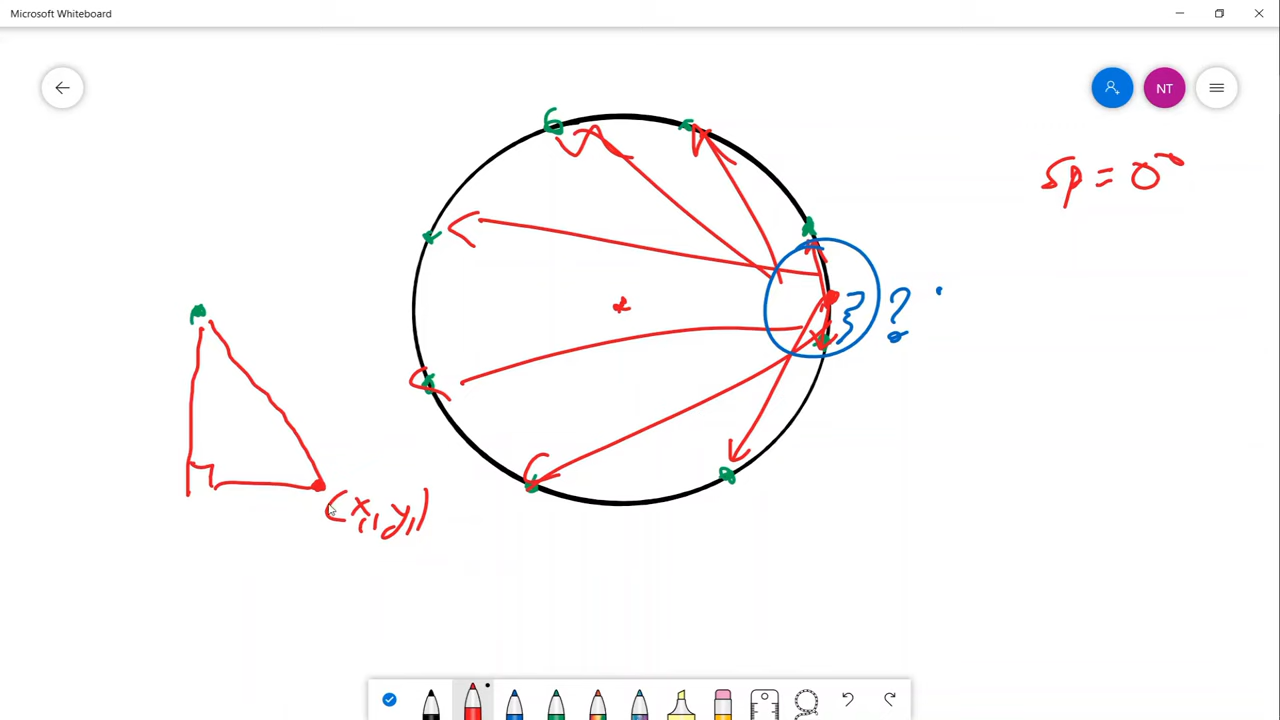 Microsoft Whiteboard
NT
Sp = 0°
?
(x1, y1)